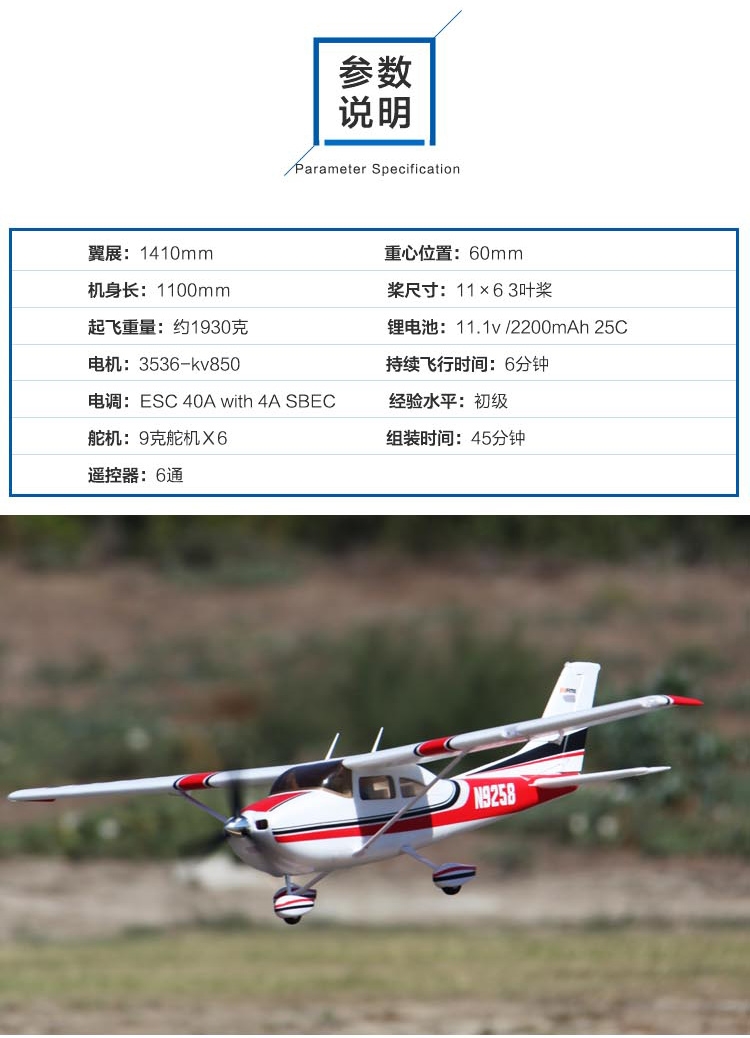 参数
说明
Parameter Specification
翼展：1410mm 重心位置：60mm
机身长：1100mm 桨尺寸：11×6 3叶桨
起飞重量：约1930克 锂电池：11.1v /2200mAh 25C
电机：3536-kv850 持续飞行时间：6分钟
电调：ESC 40A with 4A SBEC 经验水平：初级
舵机：9克舵机X6 组装时间：45分钟
遥控器：6通
N9258